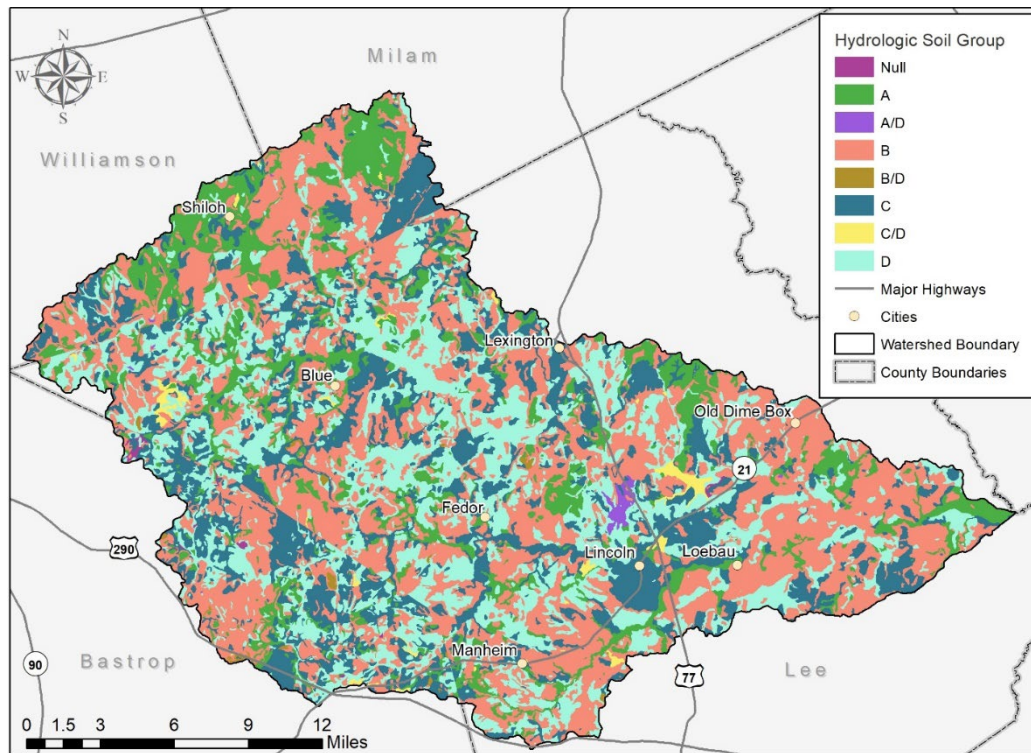 N
W E
S
Milam
Williamson
Hydrologic Soil Group
Null
A
A/D
B
B/D
C
C/D
D
Major Highways
Cities
Watershed Boundary
County Boundaries
Shiloh
Lexington
Blue
Old Dime Box
21
Fedor
290
Lincoln
Loebau
Manheim
Bastrop
90
77
Lee
0 1.5 3 6 9 12
Miles